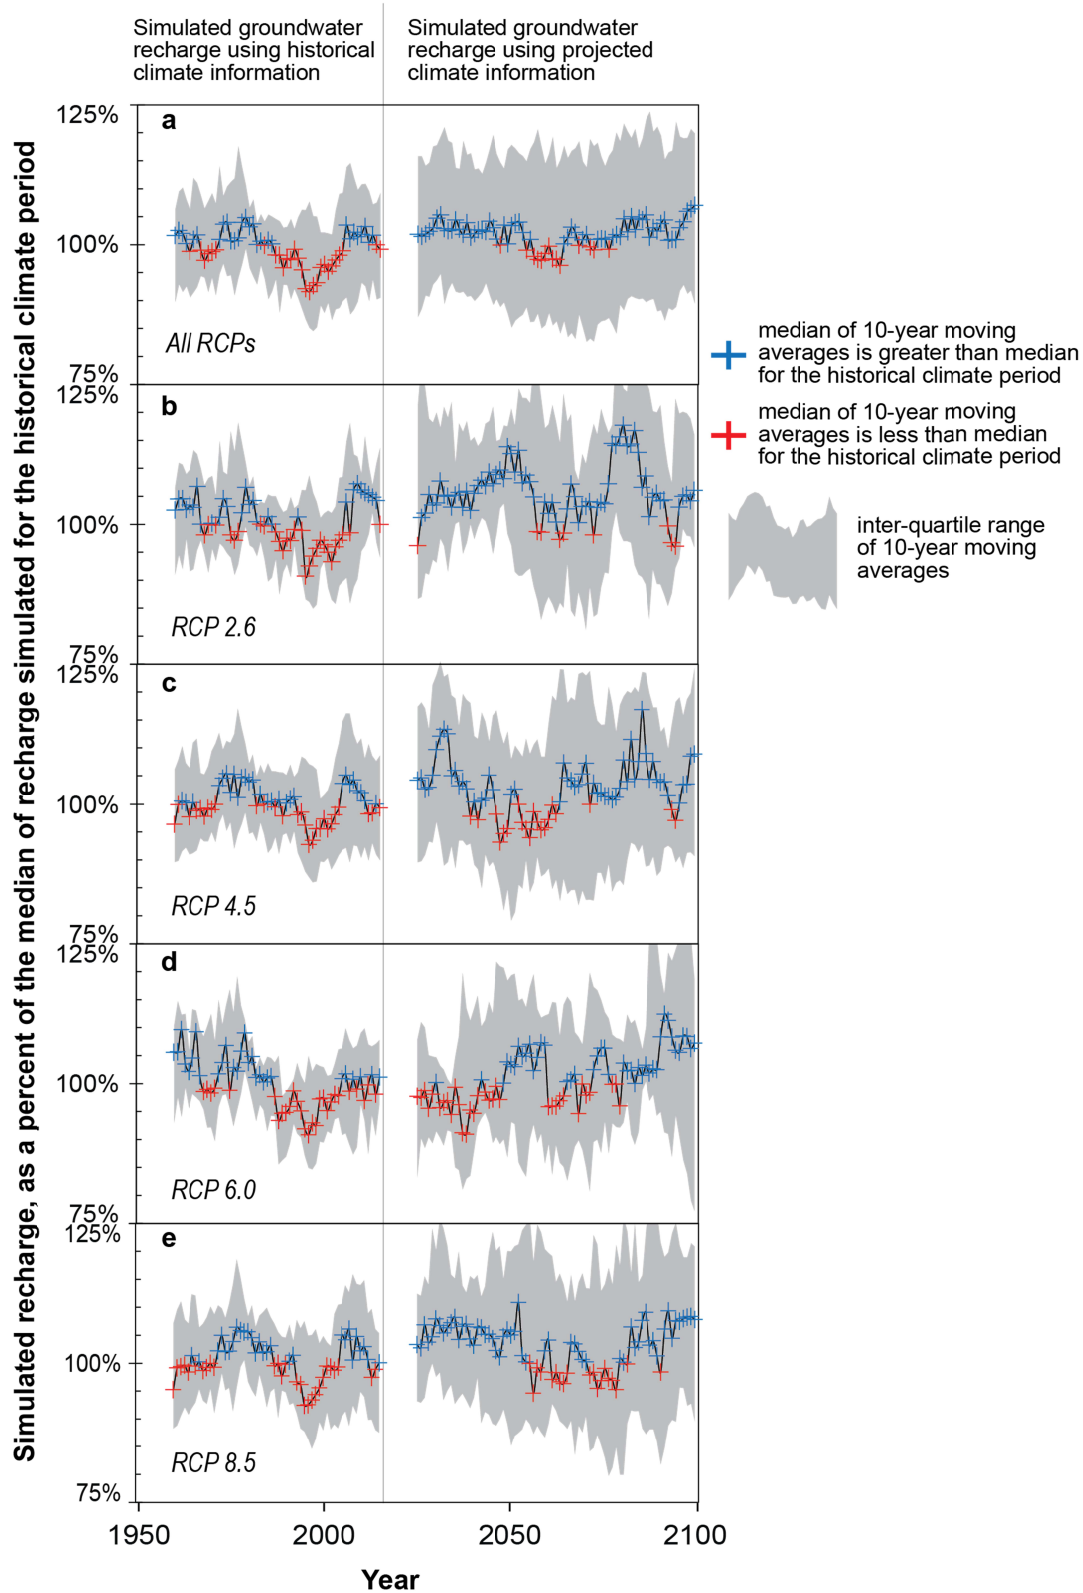 Simulated groundwater
recharge using historical
climate information
Simulated groundwater
recharge using projected
climate information
Simulated recharge, as a percent of the median of recharge simulated for the historical climate period
125%
a
100%
All RCPs
75%
125%
b
100%
RCP 2.6
75%
125%
c
100%
RCP 4.5
75%
125%
d
100%
RCP 6.0
75%
125%
e
100%
RCP 8.5
75%
1950 2000 2050 2100
Year
median of 10-year moving
averages is greater than median
for the historical climate period
median of 10-year moving
averages is less than median
for the historical climate period
inter-quartile range
of 10-year moving
averages